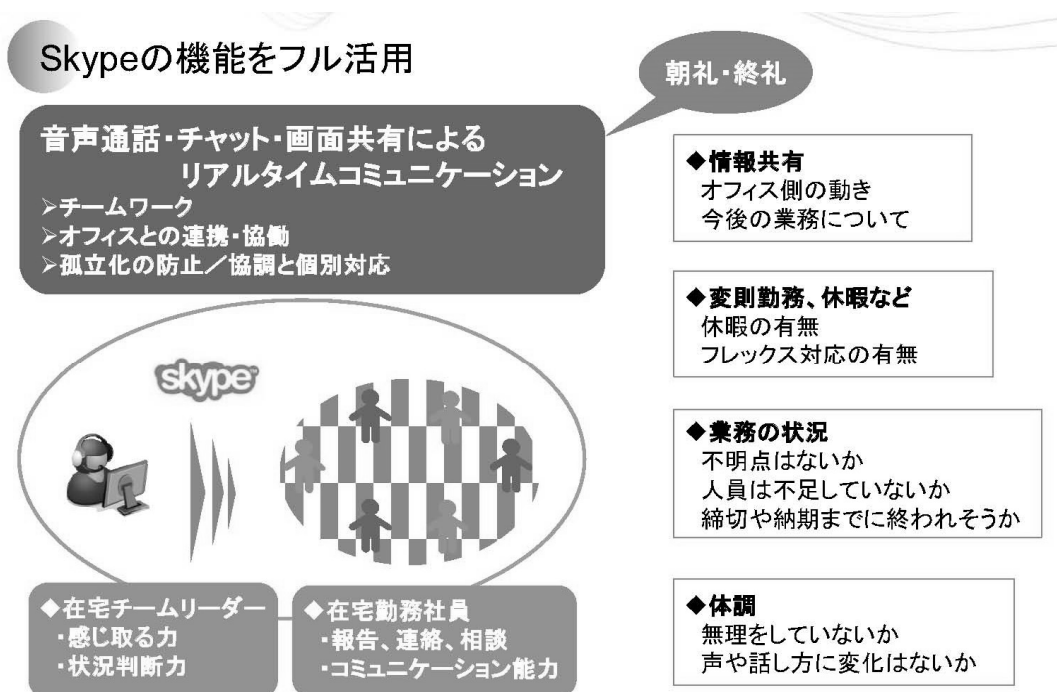 Skypeの機能をフル活用
朝礼・終礼
音声通話・チャット・画面共有による
リアルタイムコミュニケーション
➢チームワーク
➢オフィスとの連携・協働
➢孤立化の防止／協調と個別対応
skype
◆在宅チームリーダー
・感じ取る力
・状況判断力
◆在宅勤務社員
・報告、連絡、相談
・コミュニケーション能力
◆情報共有
オフィス側の動き
今後の業務について
◆変則勤務、休暇など
休暇の有無
フレックス対応の有無
◆業務の状況
不明点はないか
人員は不足していないか
締切や納期までに終われそうか
◆体調
無理をしていないか
声や話し方に変化はないか